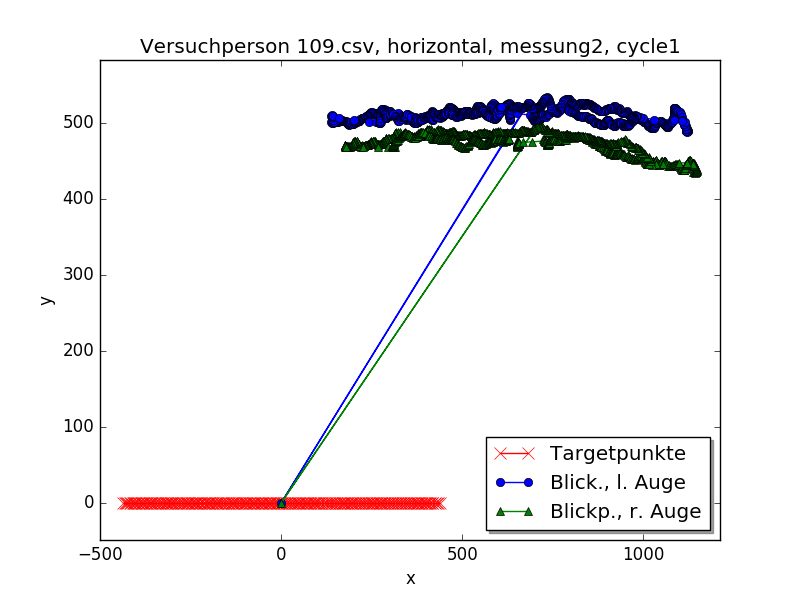 Versuchperson 109.csv, horizontal, messung2, cycle1
y
500
400
300
200
100
0
−500
0
500
1000
x
Targetpunkte
Blick., l. Auge
Blickp., r. Auge